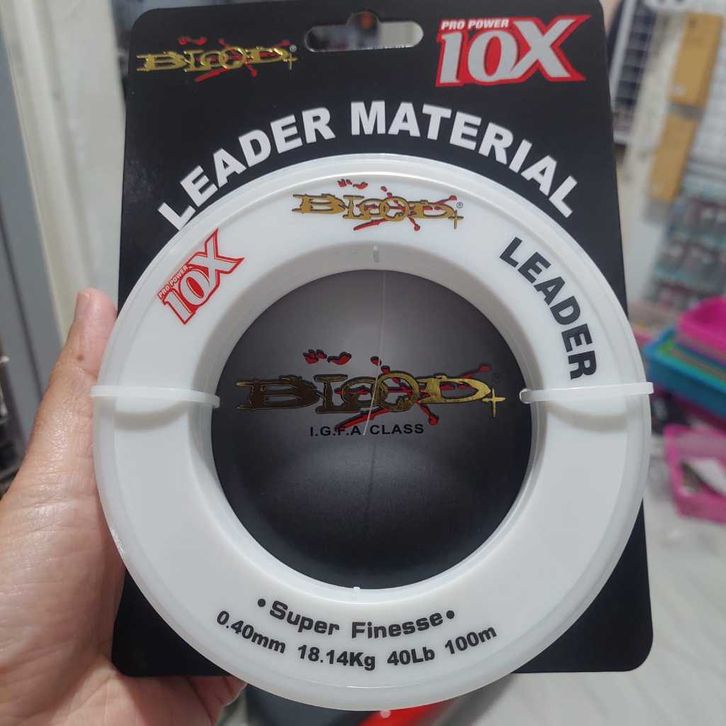 BLOOD®
PRO POWER
10X
LEADER MATERIAL
BLOOD®
PRO POWER
10X
LEADER
BLOOD
I.G.F.A CLASS
•Super Finesse•
0.40mm 18.14Kg 40Lb 100m